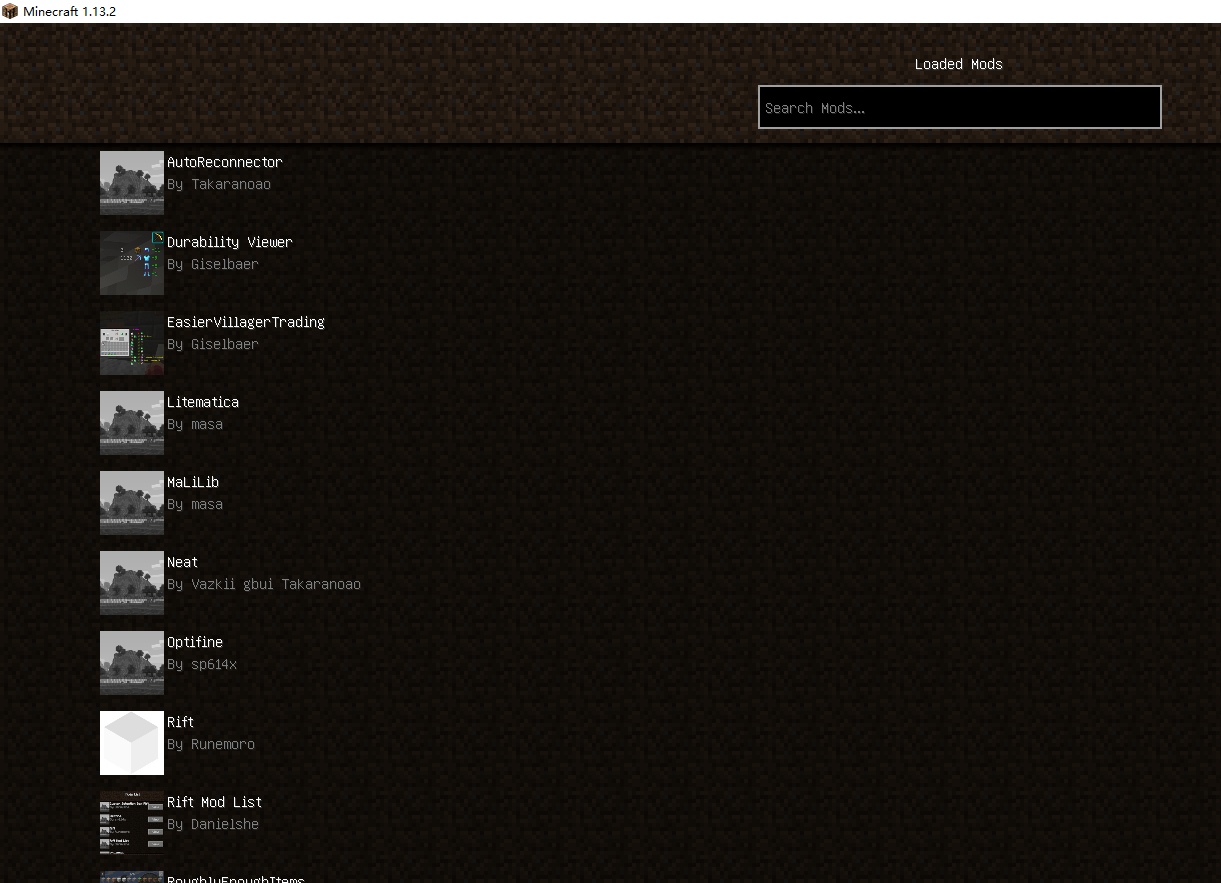 Minecraft 1.13.2
Loaded Mods
Search Mods...
AutoReconnector
By Takaranoao
Durability Viewer
By Giselbaer
EasierVillagerTrading
By Giselbaer
Litematica
By masa
MaLiLib
By masa
Neat
By Vazkii gbui Takaranoao
Optifine
By sp614x
Rift
By Runemoro
Rift Mod List
By Danielshe
RoughlyEnoughItems